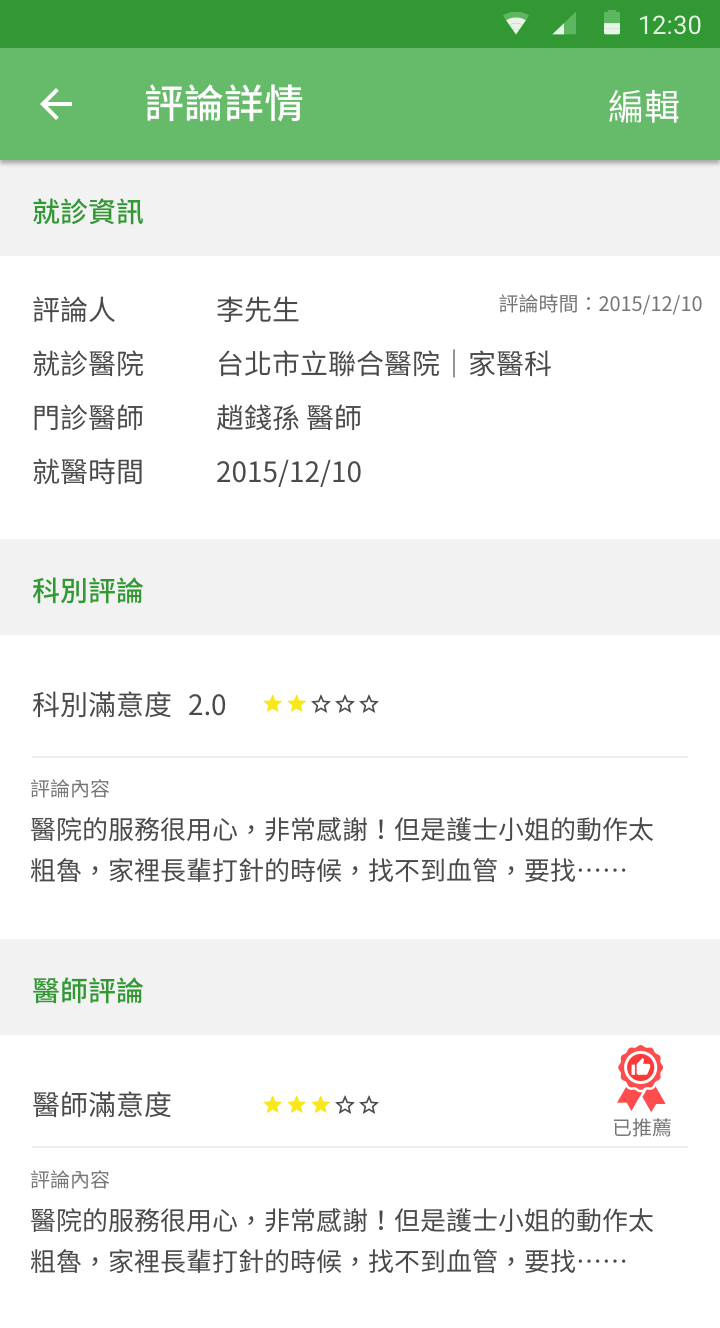 12:30
評論詳情
編輯
就診資訊
評論人 李先生 評論時間：2015/12/10
就診醫院 台北市立聯合醫院｜家醫科
門診醫師 趙錢孫 醫師
就醫時間 2015/12/10
科別評論
科別滿意度 2.0
評論內容
醫院的服務很用心，非常感謝！但是護士小姐的動作太
粗魯，家裡長輩打針的時候，找不到血管，要找……
醫師評論
醫師滿意度
已推薦
評論內容
醫院的服務很用心，非常感謝！但是護士小姐的動作太
粗魯，家裡長輩打針的時候，找不到血管，要找……